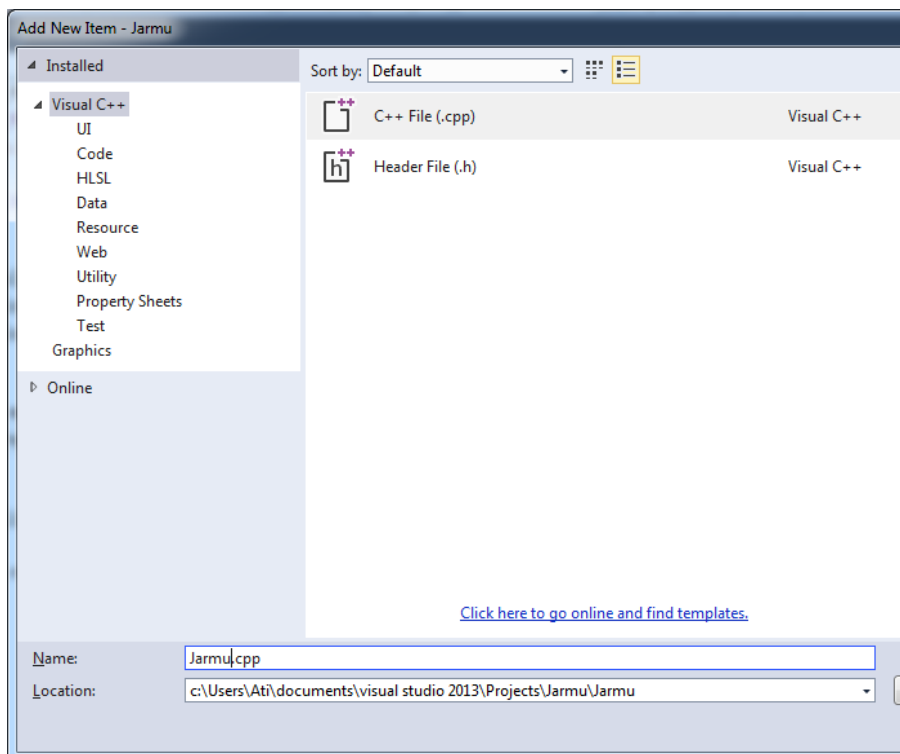 Add New Item - Jarmu
Installed
Sort by: Default
Visual C++
UI
Code
HLSL
Data
Resource
Web
Utility
Property Sheets
Test
Graphics
Online
++
C++ File (.cpp)
Visual C++
++
h
Header File (.h)
Visual C++
Click here to go online and find templates.
Name:
Jarmu.cpp
Location:
c:\Users\Ati\documents\visual studio 2013\Projects\Jarmu\Jarmu